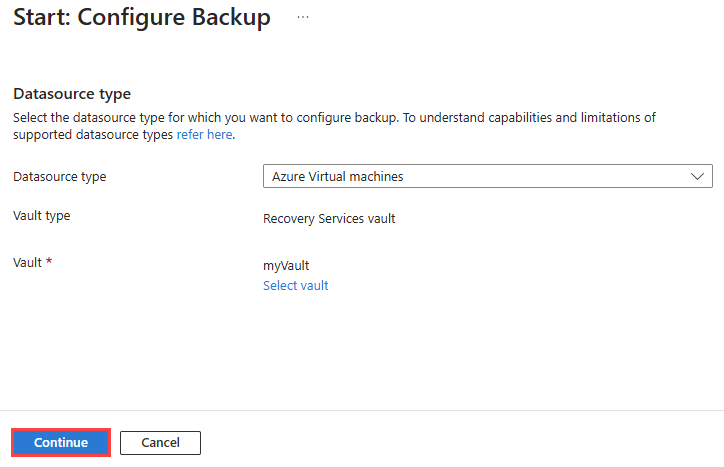 Start: Configure Backup ...
Datasource type
Select the datasource type for which you want to configure backup. To understand capabilities and limitations of
supported datasource types refer here.
Datasource type Azure Virtual machines
Vault type Recovery Services vault
Vault * myVault
Select vault
Continue Cancel